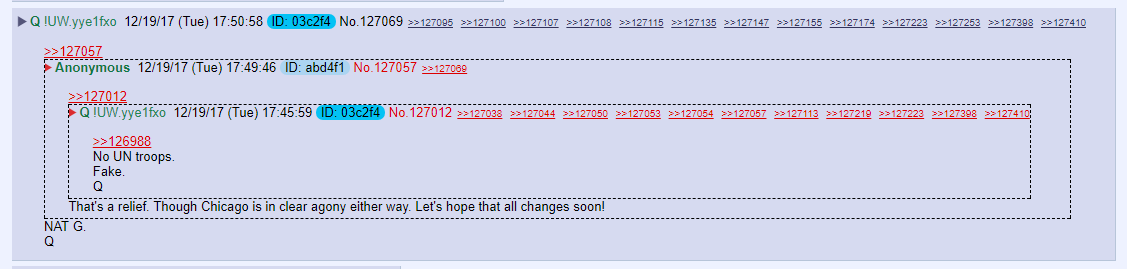 ▶ Q !UW.yye1fxo 12/19/17 (Tue) 17:50:58 ID: 03c2f4 No.127069 >>127095 >>127100 >>127107 >>127108 >>127115 >>127135 >>127147 >>127155 >>127174 >>127223 >>127253 >>127398 >>127410
>>127057
▶ Anonymous 12/19/17 (Tue) 17:49:46 ID: abd4f1 No.127057 >>127069
>>127012
▶ Q !UW.yye1fxo 12/19/17 (Tue) 17:45:59 ID: 03c2f4 No.127012 >>127038 >>127044 >>127050 >>127053 >>127054 >>127057 >>127113 >>127219 >>127223 >>127398 >>127410
>>126988
No UN troops.
Fake.
Q
That's a relief. Though Chicago is in clear agony either way. Let's hope that all changes soon!
NAT G.
Q